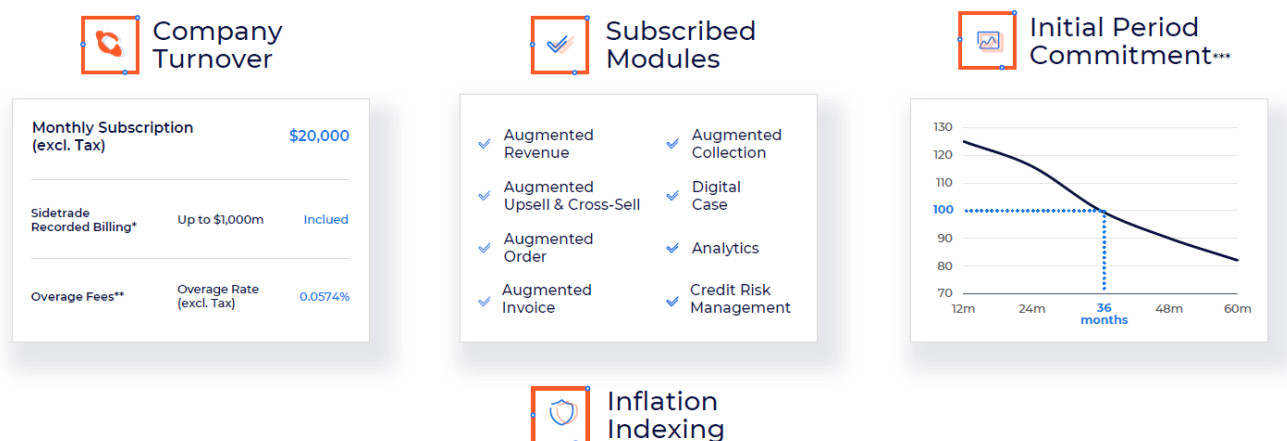 Company
Turnover
Monthly Subscription
(excl. Tax)
$20,000
Sidetrade
Recorded Billing*
Up to $1,000m
Inclued
Overage Fees**
Overage Rate
(excl. Tax)
0.0574%
Subscribed
Modules
Augmented
Revenue
Augmented
Collection
Augmented
Upsell & Cross-Sell
Digital
Case
Augmented
Order
Analytics
Augmented
Invoice
Credit Risk
Management
Initial Period
Commitment***
130
120
110
100
90
80
70
12m
24m
36
months
48m
60m
Inflation
Indexing